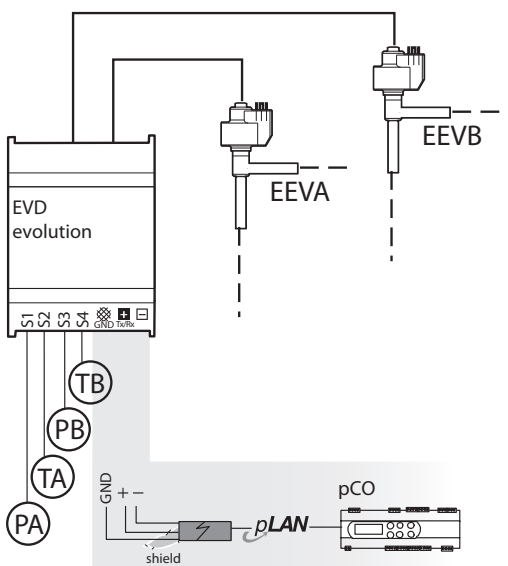 EEVB
EEVA
EVD
evolution
S1
S2
S3
S4
GND
Tx/Rx
TB
PB
TA
PA
GND
+
–
shield
pLAN
pCO